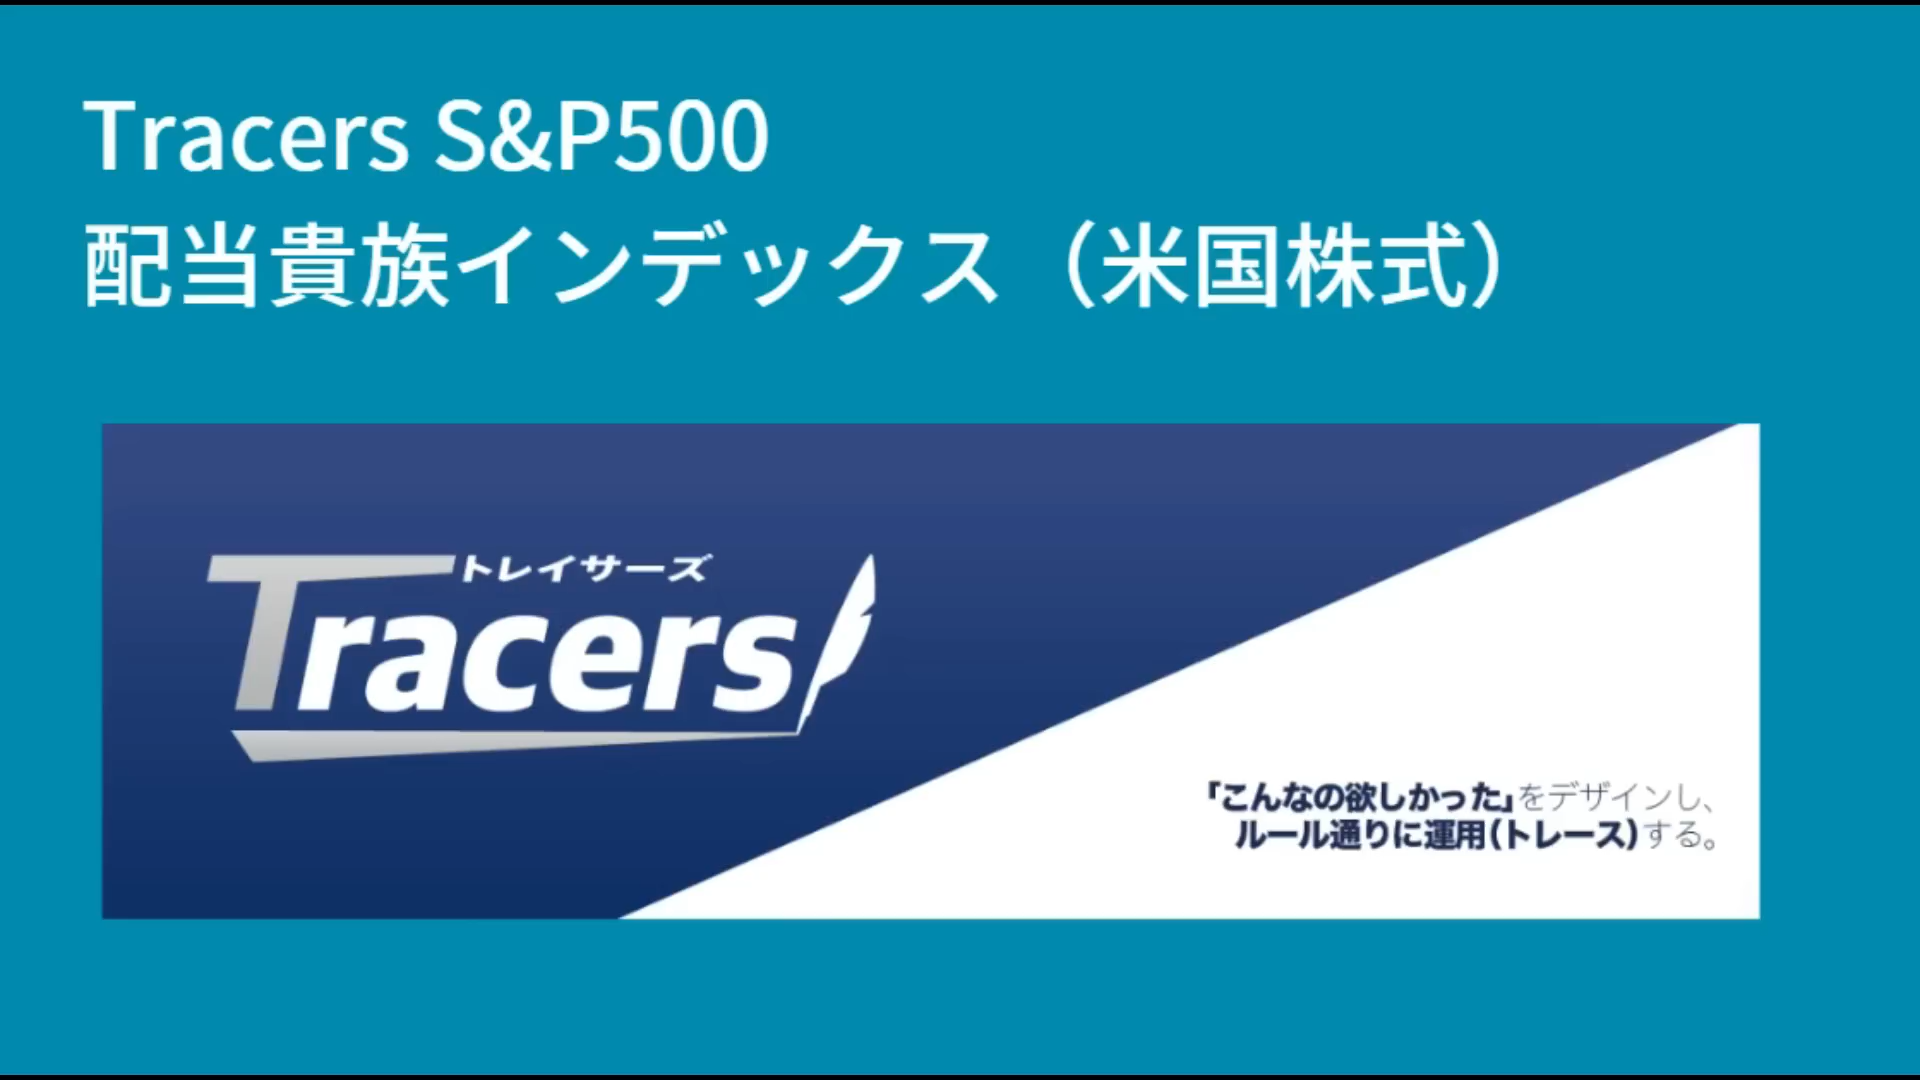 Tracers S&P500
配当貴族インデックス（米国株式）
トレイサーズ
Tracers
「こんなの欲しかった」をデザインし、
ルール通りに運用（トレース）する。